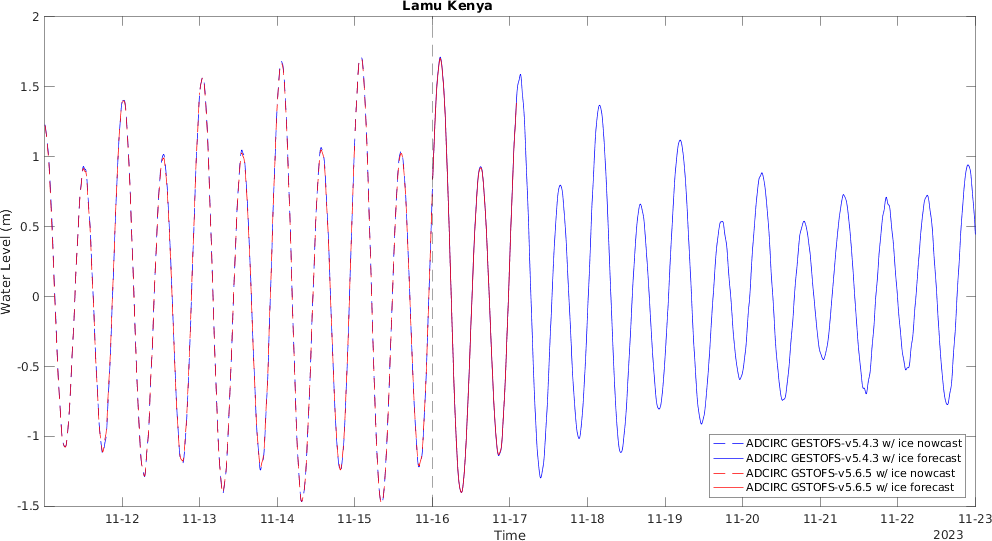 Lamu Kenya
2
1.5
1
0.5
0
-0.5
-1
-1.5
Water Level (m)
ADCIRC GESTOFS-v5.4.3 w/ ice nowcast
ADCIRC GESTOFS-v5.4.3 w/ ice forecast
ADCIRC GSTOFS-v5.6.5 w/ ice nowcast
ADCIRC GSTOFS-v5.6.5 w/ ice forecast
11-12 11-13 11-14 11-15 11-16 11-17 11-18 11-19 11-20 11-21 11-22 11-23
Time
2023